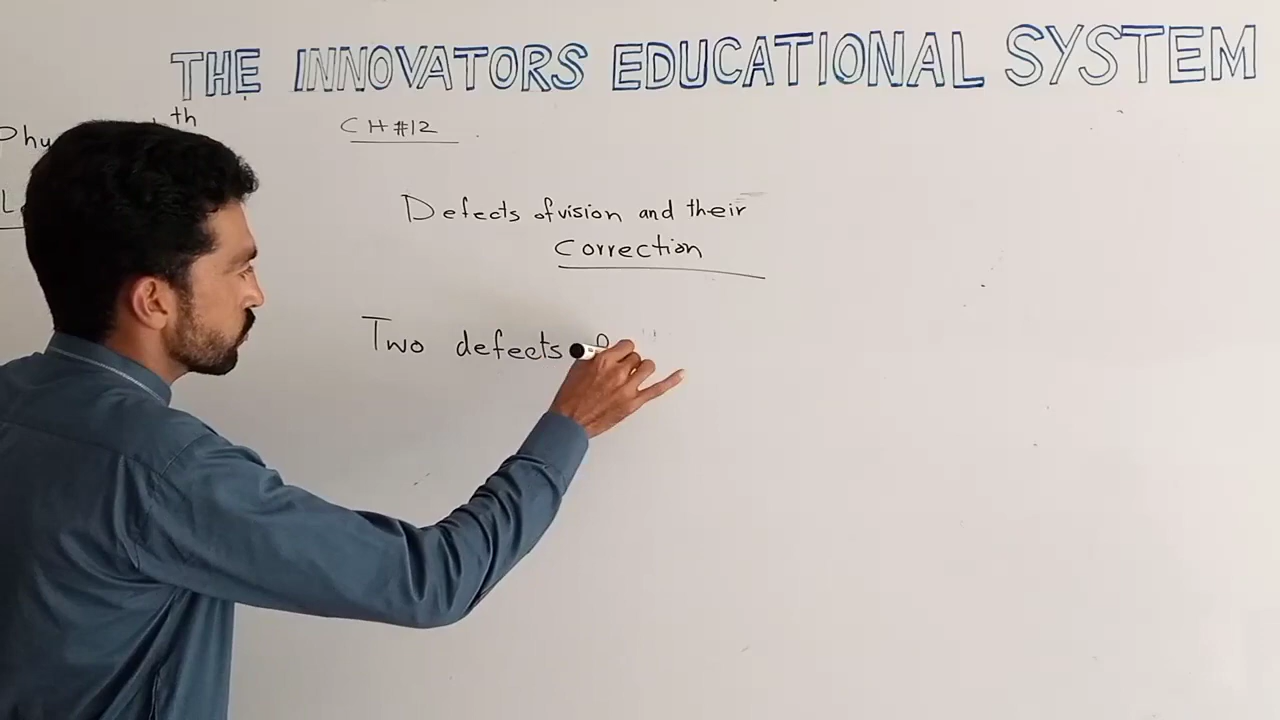 THE INNOVATORS EDUCATIONAL SYSTEM
th
CH #12
Defects of vision and their
Correction
Two defects